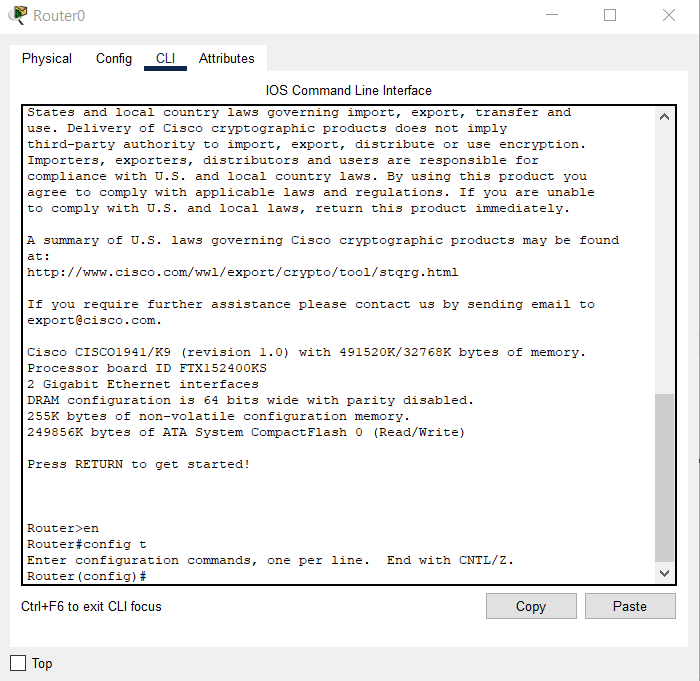 Router0
Physical Config CLI Attributes
IOS Command Line Interface
States and local country laws governing import, export, transfer and
use. Delivery of Cisco cryptographic products does not imply
third-party authority to import, export, distribute or use encryption.
Importers, exporters, distributors and users are responsible for
compliance with U.S. and local country laws. By using this product you
agree to comply with applicable laws and regulations. If you are unable
to comply with U.S. and local laws, return this product immediately.
A summary of U.S. laws governing Cisco cryptographic products may be found
at:
http://www.cisco.com/wwl/export/crypto/tool/stqrg.html
If you require further assistance please contact us by sending email to
export@cisco.com.
Cisco CISCO1941/K9 (revision 1.0) with 491520K/32768K bytes of memory.
Processor board ID FTX152400KS
2 Gigabit Ethernet interfaces
DRAM configuration is 64 bits wide with parity disabled.
255K bytes of non-volatile configuration memory.
249856K bytes of ATA System CompactFlash 0 (Read/Write)
Press RETURN to get started!
Router>en
Router#config t
Enter configuration commands, one per line.  End with CNTL/Z.
Router(config)#
Ctrl+F6 to exit CLI focus
Copy Paste
Top